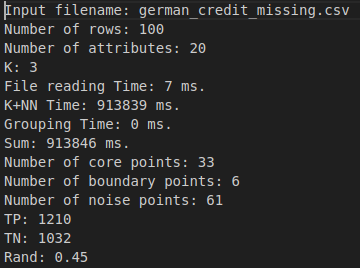 Input filename: german_credit_missing.csv
Number of rows: 100
Number of attributes: 20
K: 3
File reading Time: 7 ms.
K+NN Time: 913839 ms.
Grouping Time: 0 ms.
Sum: 913846 ms.
Number of core points: 33
Number of boundary points: 6
Number of noise points: 61
TP: 1210
TN: 1032
Rand: 0.45